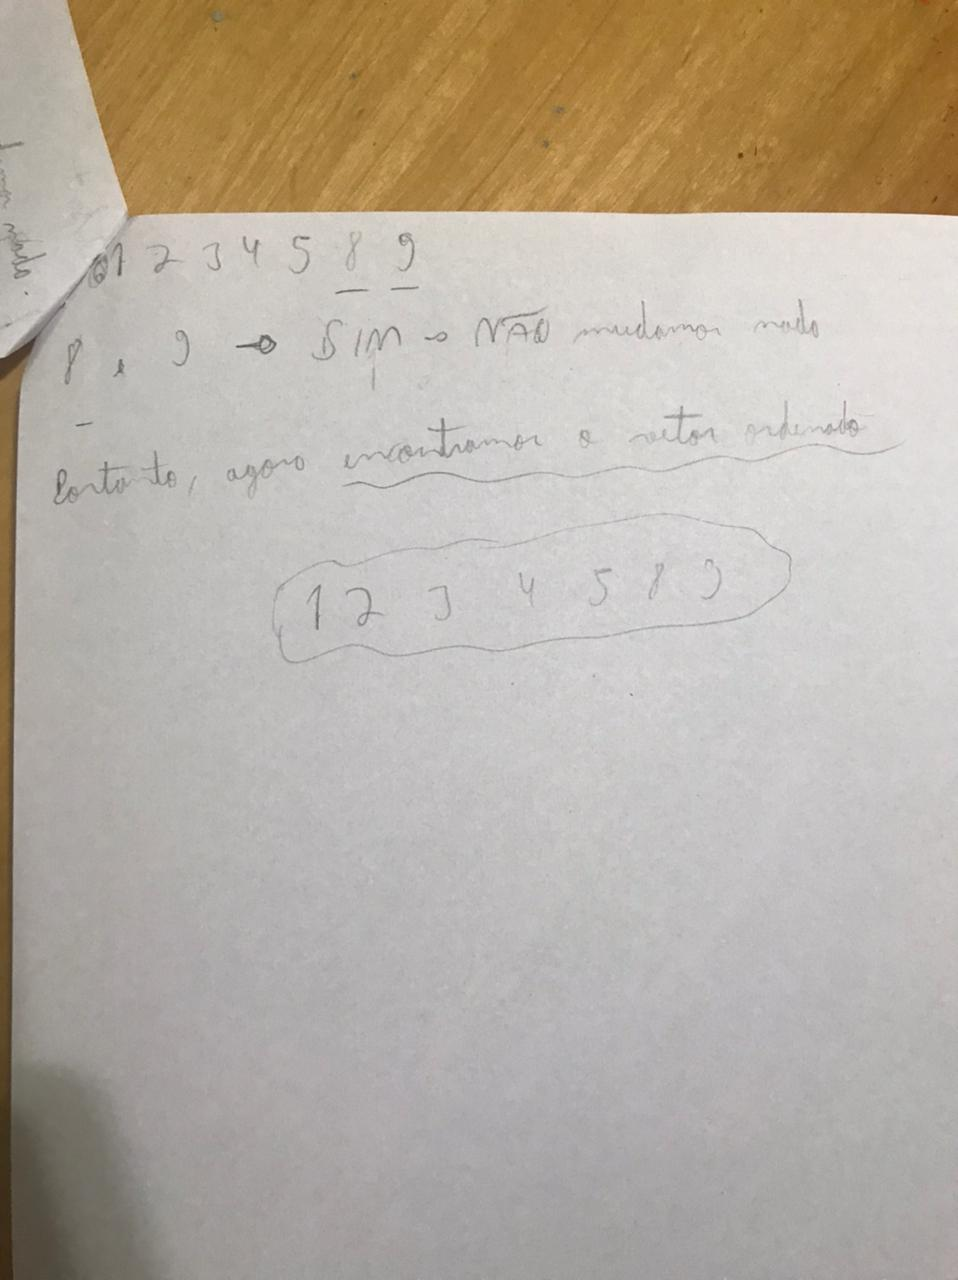 1 2 3 4 5 8 9
8 e 9 → SIM → NÃO mudamos nada
Portanto, agora encontramos o vetor ordenado
1 2 3 4 5 8 9
nada.